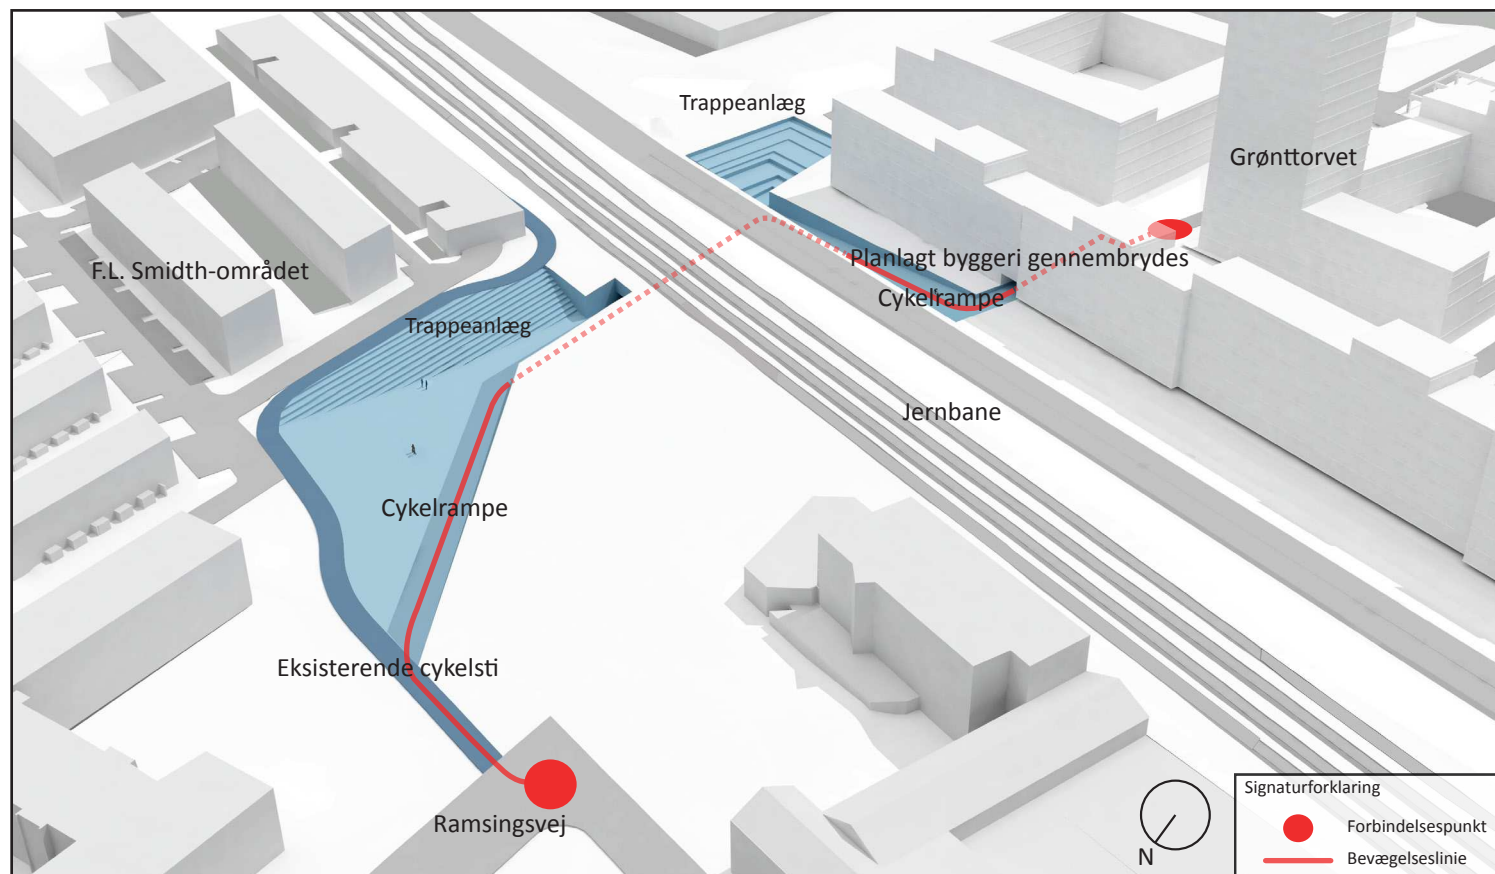 Trappeanlæg
Grønttorvet
F.L. Smidth-området
Planlagt byggeri gennembrydes
Cykelrampe
Trappeanlæg
Jernbane
Cykelrampe
Eksisterende cykelsti
Ramsingsvej
N
Signaturforklaring
Forbindelsespunkt
Bevægelseslinie